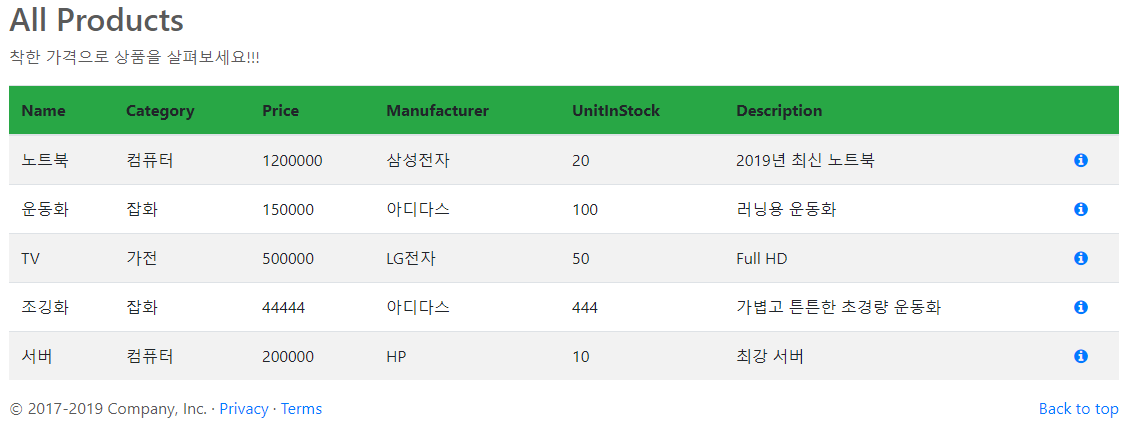 All Products
착한 가격으로 상품을 살펴보세요!!!
Name Category Price Manufacturer UnitInStock Description
노트북 컴퓨터 1200000 삼성전자 20 2019년 최신 노트북
운동화 잡화 150000 아디다스 100 러닝용 운동화
TV 가전 500000 LG전자 50 Full HD
조깅화 잡화 44444 아디다스 444 가볍고 튼튼한 초경량 운동화
서버 컴퓨터 200000 HP 10 최강 서버
© 2017-2019 Company, Inc. · Privacy · Terms Back to top